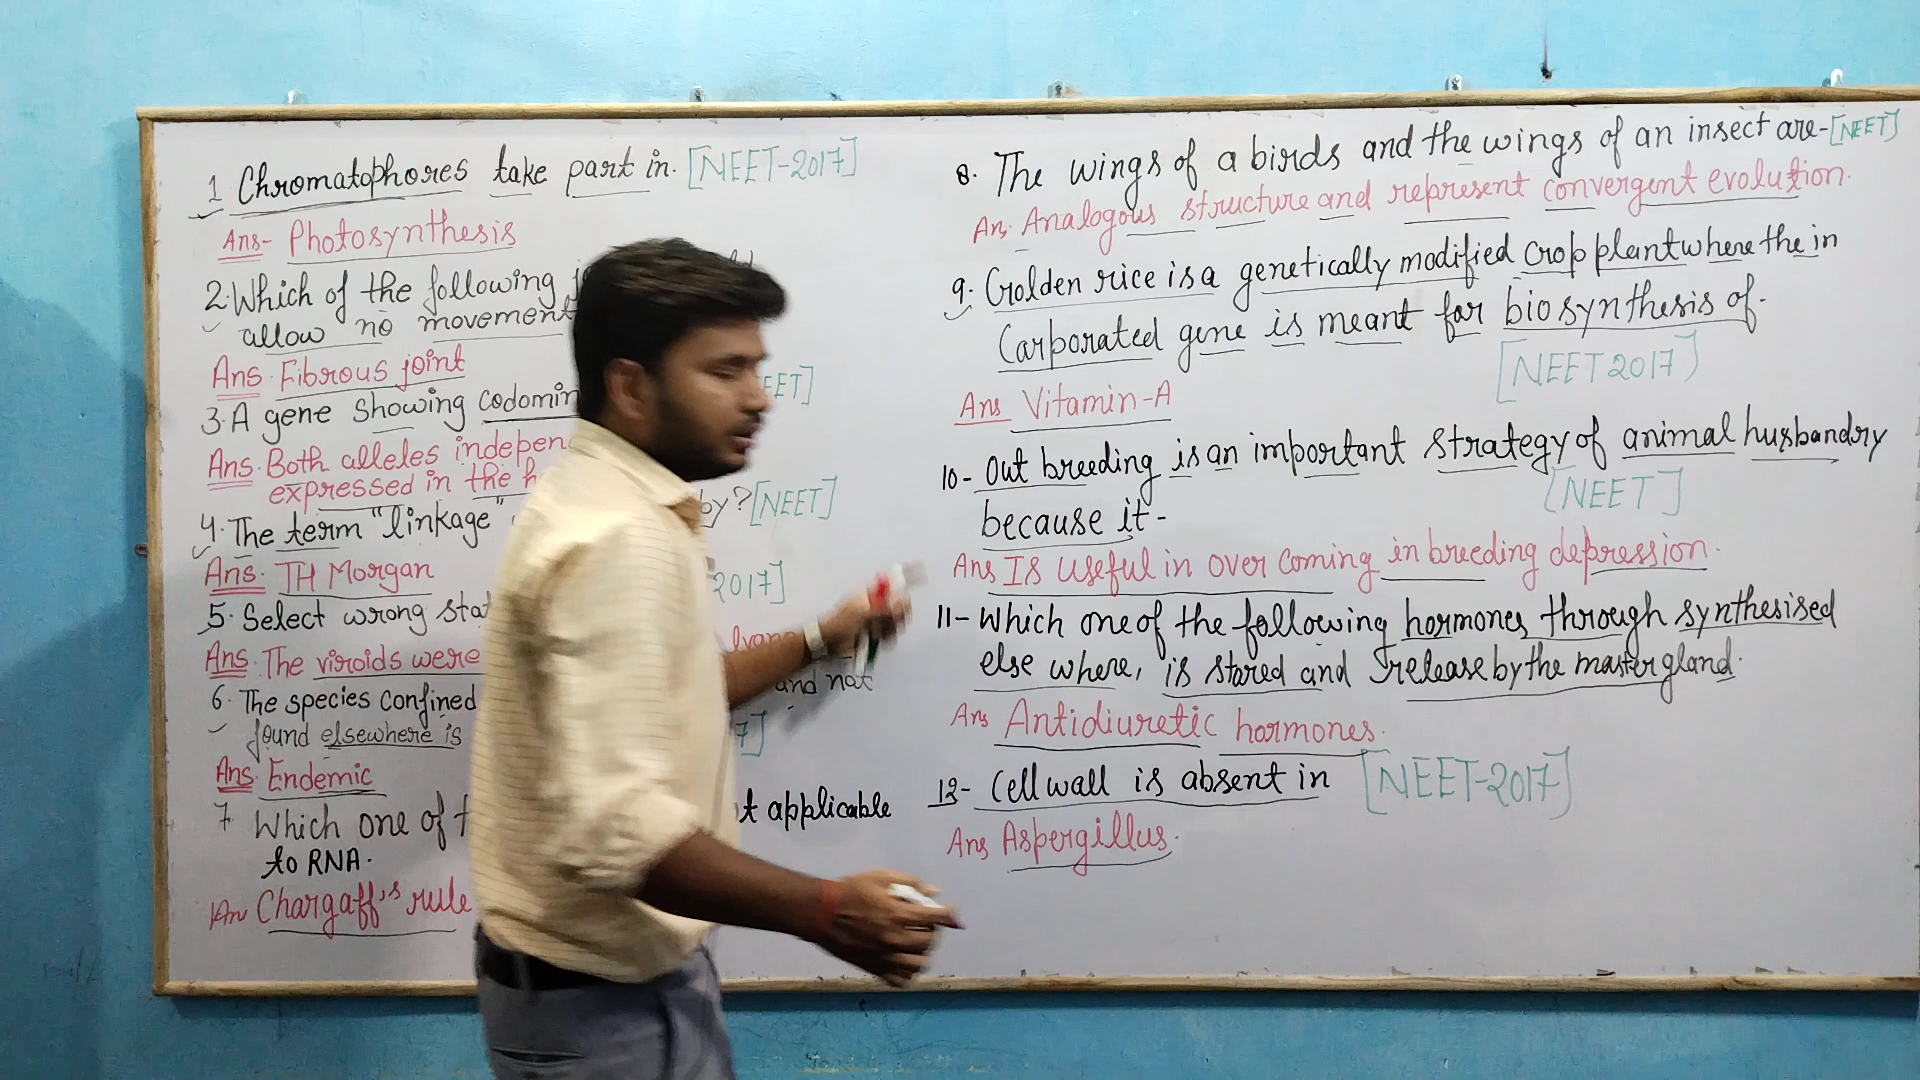 1. Chromatophores take part in. [NEET-2017]
Ans- Photosynthesis
2. Which of the following
allow no movement
Ans. Fibrous joint
3. A gene showing
EET]
Ans. Both alleles
expressed in the
4. The term "linkage" by? [NEET]
Ans. TH Morgan
2017]
5. Select wrong
Ans. The viroids were
6. The species confined and not
found elsewhere is
Ans. Endemic
7 Which one of applicable
to RNA.
An Chargaff's rule
8. The wings of a birds and the wings of an insect are-[NEET]
An. Analogous structure and represent convergent evolution.
9. Golden rice is a genetically modified crop plant where the in
Carporated gene is meant for biosynthesis of.
[NEET 2017]
Ans Vitamin-A
10- Out breeding is an important strategy of animal husbandry
because it- [NEET]
Ans Is useful in over coming in breeding depression.
11- Which one of the following hormones through synthesised
else where, is stored and release by the master gland.
Ans Antidiuretic hormones.
12- Cell wall is absent in [NEET-2017]
Ans Aspergillus.